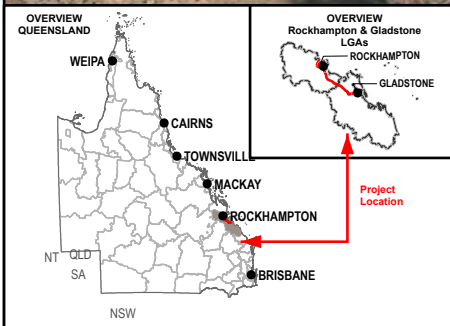 OVERVIEW
QUEENSLAND
WEIPA
CAIRNS
TOWNSVILLE
MACKAY
ROCKHAMPTON
BRISBANE
NT
QLD
SA
NSW
OVERVIEW
Rockhampton & Gladstone
LGAs
ROCKHAMPTON
GLADSTONE
Project
Location